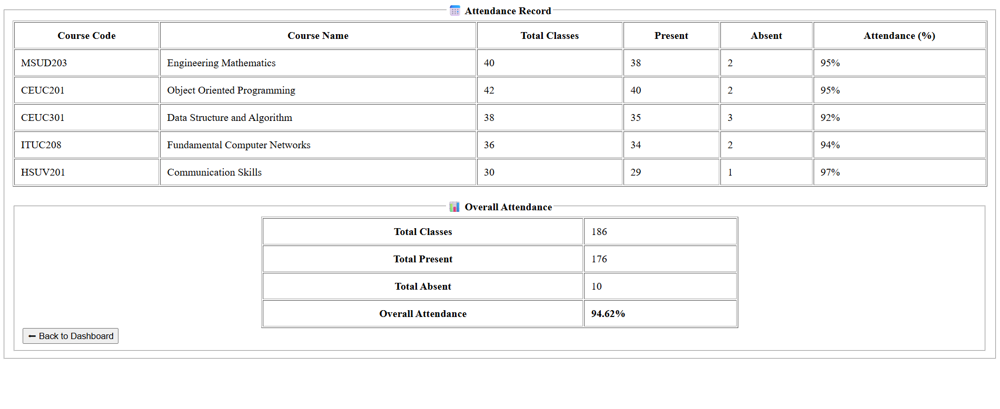 Attendance Record
Course Code Course Name Total Classes Present Absent Attendance (%)
MSUD203 Engineering Mathematics 40 38 2 95%
CEUC201 Object Oriented Programming 42 40 2 95%
CEUC301 Data Structure and Algorithm 38 35 3 92%
ITUC208 Fundamental Computer Networks 36 34 2 94%
HSUV201 Communication Skills 30 29 1 97%
Overall Attendance
Total Classes 186
Total Present 176
Total Absent 10
Overall Attendance 94.62%
← Back to Dashboard